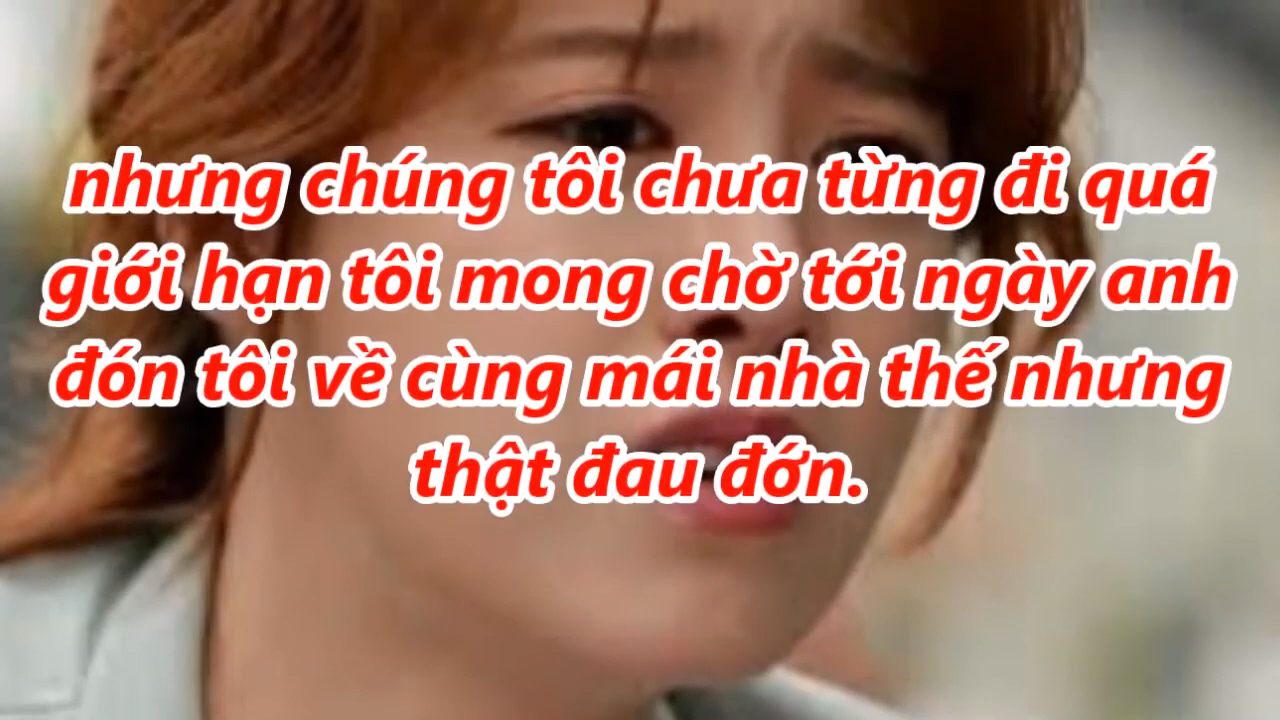 nhưng chúng tôi chưa từng đi quá
giới hạn tôi mong chờ tới ngày anh
đón tôi về cùng mái nhà thế nhưng
thật đau đớn.